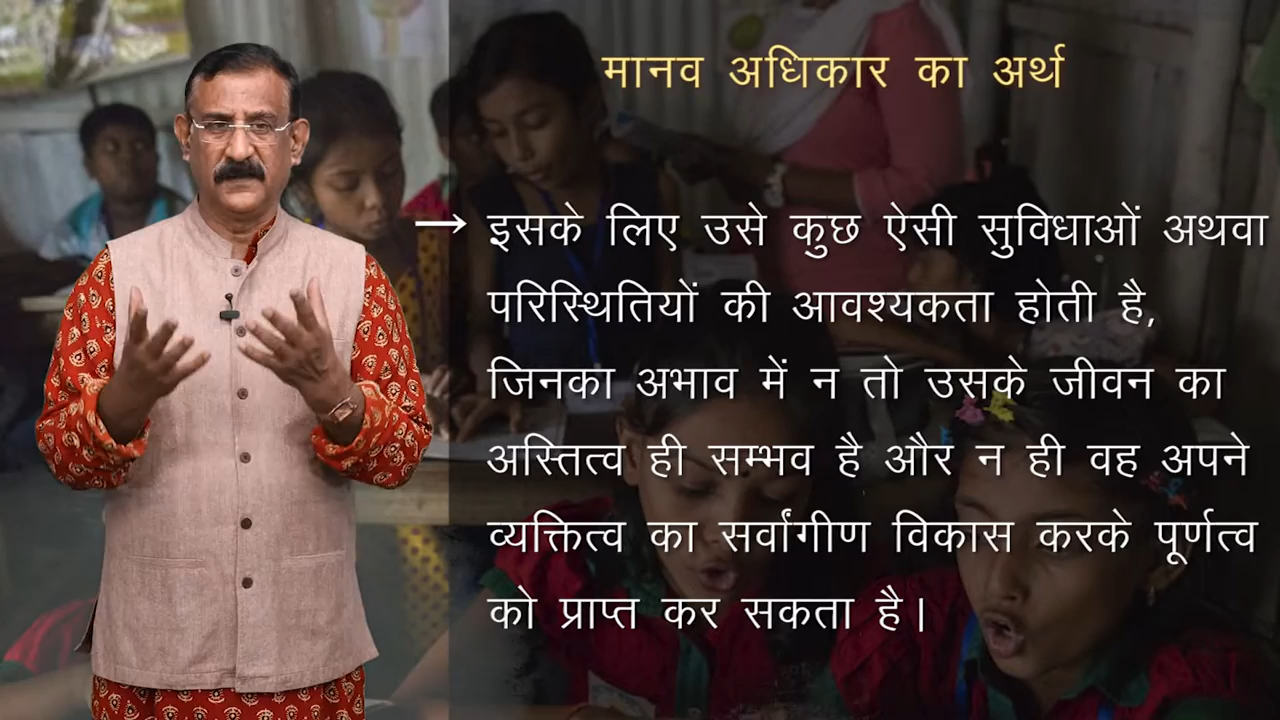 मानव अधिकार का अर्थ
→ इसके लिए उसे कुछ ऐसी सुविधाओं अथवा
परिस्थितियों की आवश्यकता होती है,
जिनका अभाव में न तो उसके जीवन का
अस्तित्व ही सम्भव है और न ही वह अपने
व्यक्तित्व का सर्वांगीण विकास करके पूर्णत्व
को प्राप्त कर सकता है।